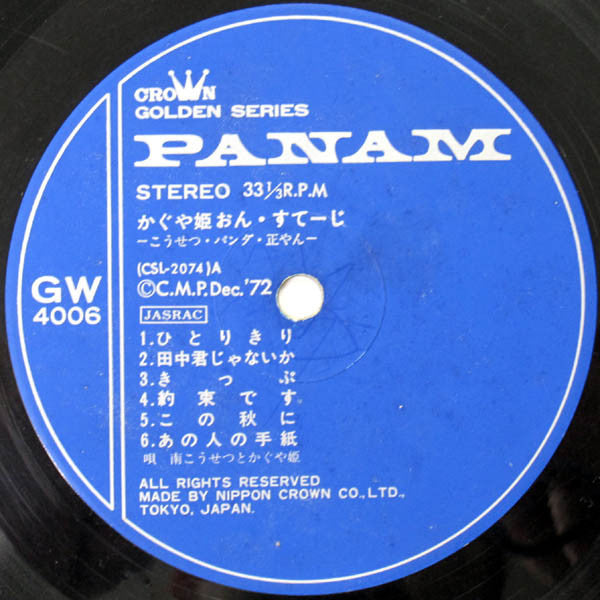 CROWN
GOLDEN SERIES
PANAM
STEREO 33⅓R.P.M
かぐや姫おん・すてーじ
ーこうせつ・パンダ・正やんー
(CSL-2074)A
©C.M.P.Dec.'72
GW
4006
JASRAC
1.ひとりきり
2.田中君じゃないか
3.きっぷ
4.約束です
5.この秋に
6.あの人の手紙
唄 南こうせつとかぐや姫
ALL RIGHTS RESERVED
MADE BY NIPPON CROWN CO.,LTD.,
TOKYO, JAPAN.